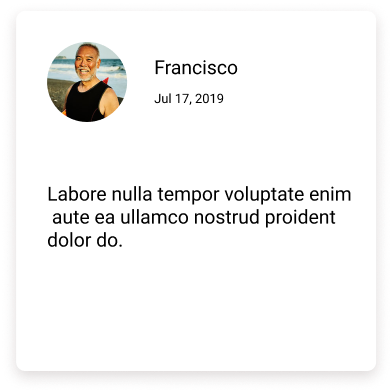 Francisco
Jul 17, 2019
Labore nulla tempor voluptate enim
aute ea ullamco nostrud proident
dolor do.